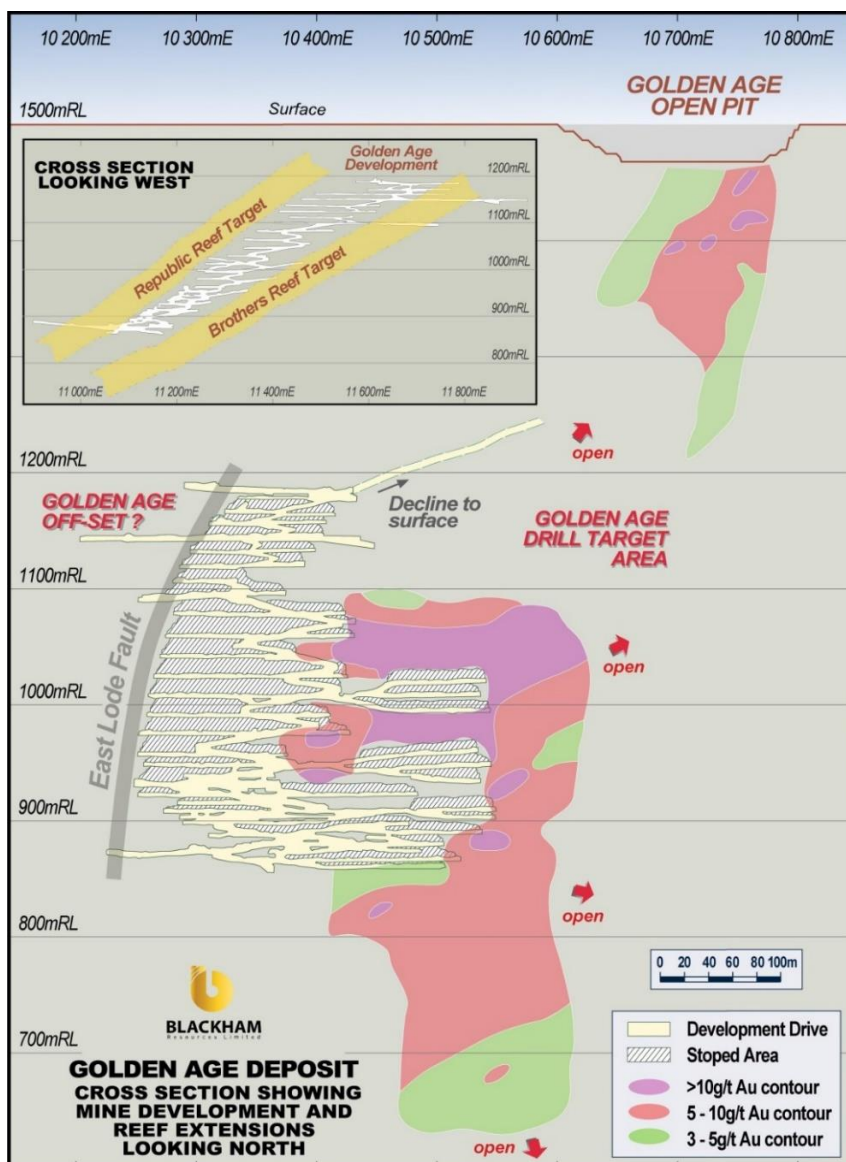 10 200mE 10 300mE 10 400mE 10 500mE 10 600mE 10 700mE 10 800mE
GOLDEN AGE
OPEN PIT
1500mRL
Surface
CROSS SECTION
LOOKING WEST
Golden Age
Development
1200mRL
1100mRL
1000mRL
900mRL
800mRL
Republic Reef Target
Brothers Reef Target
11 000mE 11 200mE 11 400mE 11 600mE 11 800mE
open
1200mRL
GOLDEN AGE
OFF-SET ?
Decline to
surface
GOLDEN AGE
DRILL TARGET
AREA
1100mRL
East Lode Fault
open
1000mRL
900mRL
open
800mRL
0 20 40 60 80 100m
BLACKHAM
Resources Limited
700mRL
GOLDEN AGE DEPOSIT
CROSS SECTION SHOWING
MINE DEVELOPMENT AND
REEF EXTENSIONS
LOOKING NORTH
open
Development Drive
Stoped Area
>10g/t Au contour
5 - 10g/t Au contour
3 - 5g/t Au contour